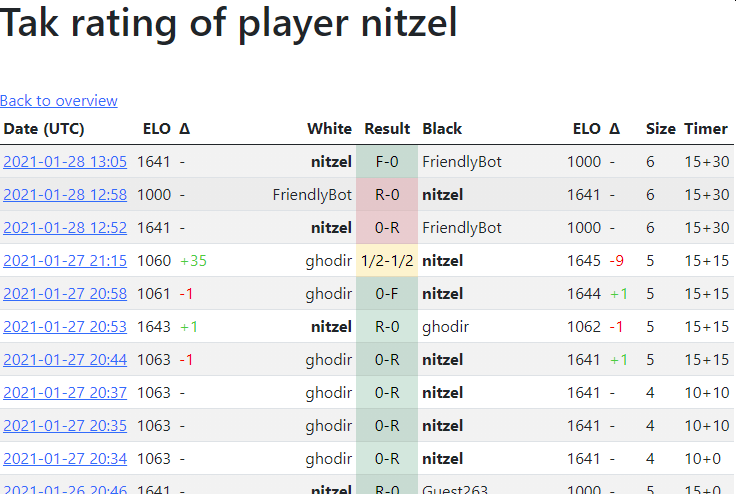 Tak rating of player nitzel
Back to overview
Date (UTC) ELO Δ White Result Black ELO Δ Size Timer
2021-01-28 13:05 1641 - nitzel F-0 FriendlyBot 1000 - 6 15+30
2021-01-28 12:58 1000 - FriendlyBot R-0 nitzel 1641 - 6 15+30
2021-01-28 12:52 1641 - nitzel 0-R FriendlyBot 1000 - 6 15+30
2021-01-27 21:15 1060 +35 ghodir 1/2-1/2 nitzel 1645 -9 5 15+15
2021-01-27 20:58 1061 -1 ghodir 0-F nitzel 1644 +1 5 15+15
2021-01-27 20:53 1643 +1 nitzel R-0 ghodir 1062 -1 5 15+15
2021-01-27 20:44 1063 -1 ghodir 0-R nitzel 1641 +1 5 15+15
2021-01-27 20:37 1063 - ghodir 0-R nitzel 1641 - 4 10+10
2021-01-27 20:35 1063 - ghodir 0-R nitzel 1641 - 4 10+10
2021-01-27 20:34 1063 - ghodir 0-R nitzel 1641 - 4 10+0
2021-01-26 20:46 1641 - nitzel R-0 Guest263 1000 - 5 15+0